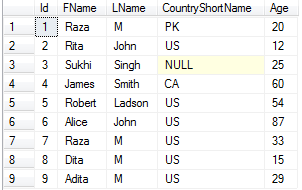 Id FName LName CountryShortName Age
1 1 Raza M PK 20
2 2 Rita John US 12
3 3 Sukhi Singh NULL 25
4 4 James Smith CA 60
5 5 Robert Ladson US 54
6 6 Alice John US 87
7 7 Raza M US 33
8 8 Dita M US 15
9 9 Adita M US 29